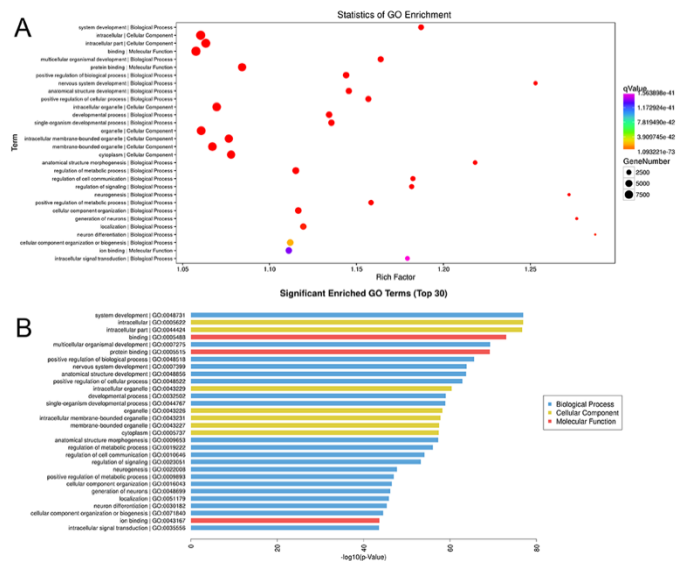 A
Statistics of GO Enrichment
Term
system development | Biological Process
intracellular | Cellular Component
intracellular part | Cellular Component
binding | Molecular Function
multicellular organismal development | Biological Process
protein binding | Molecular Function
positive regulation of biological process | Biological Process
nervous system development | Biological Process
anatomical structure development | Biological Process
positive regulation of cellular process | Biological Process
intracellular organelle | Cellular Component
developmental process | Biological Process
single-organism developmental process | Biological Process
organelle | Cellular Component
intracellular membrane-bounded organelle | Cellular Component
membrane-bounded organelle | Cellular Component
cytoplasm | Cellular Component
anatomical structure morphogenesis | Biological Process
regulation of metabolic process | Biological Process
regulation of cell communication | Biological Process
regulation of signaling | Biological Process
neurogenesis | Biological Process
positive regulation of metabolic process | Biological Process
cellular component organization | Biological Process
generation of neurons | Biological Process
localization | Biological Process
neuron differentiation | Biological Process
cellular component organization or biogenesis | Biological Process
ion binding | Molecular Function
intracellular signal transduction | Biological Process
1.05 1.10 1.15 1.20 1.25
Rich Factor
qValue
1.563898e-41
1.172924e-41
7.819490e-42
3.909745e-42
1.093221e-73
GeneNumber
2500
5000
7500
B
Significant Enriched GO Terms (Top 30)
system development | GO:0048731
intracellular | GO:0005622
intracellular part | GO:0044424
binding | GO:0005488
multicellular organismal development | GO:0007275
protein binding | GO:0005515
positive regulation of biological process | GO:0048518
nervous system development | GO:0007399
anatomical structure development | GO:0048856
positive regulation of cellular process | GO:0048522
intracellular organelle | GO:0043229
developmental process | GO:0032502
single-organism developmental process | GO:0044767
organelle | GO:0043226
intracellular membrane-bounded organelle | GO:0043231
membrane-bounded organelle | GO:0043227
cytoplasm | GO:0005737
anatomical structure morphogenesis | GO:0009653
regulation of metabolic process | GO:0019222
regulation of cell communication | GO:0010646
regulation of signaling | GO:0023051
neurogenesis | GO:0022008
positive regulation of metabolic process | GO:0009893
cellular component organization | GO:0016043
generation of neurons | GO:0048699
localization | GO:0051179
neuron differentiation | GO:0030182
cellular component organization or biogenesis | GO:0071840
ion binding | GO:0043167
intracellular signal transduction | GO:0035556
0 20 40 60 80
-log10(p-Value)
Biological Process
Cellular Component
Molecular Function